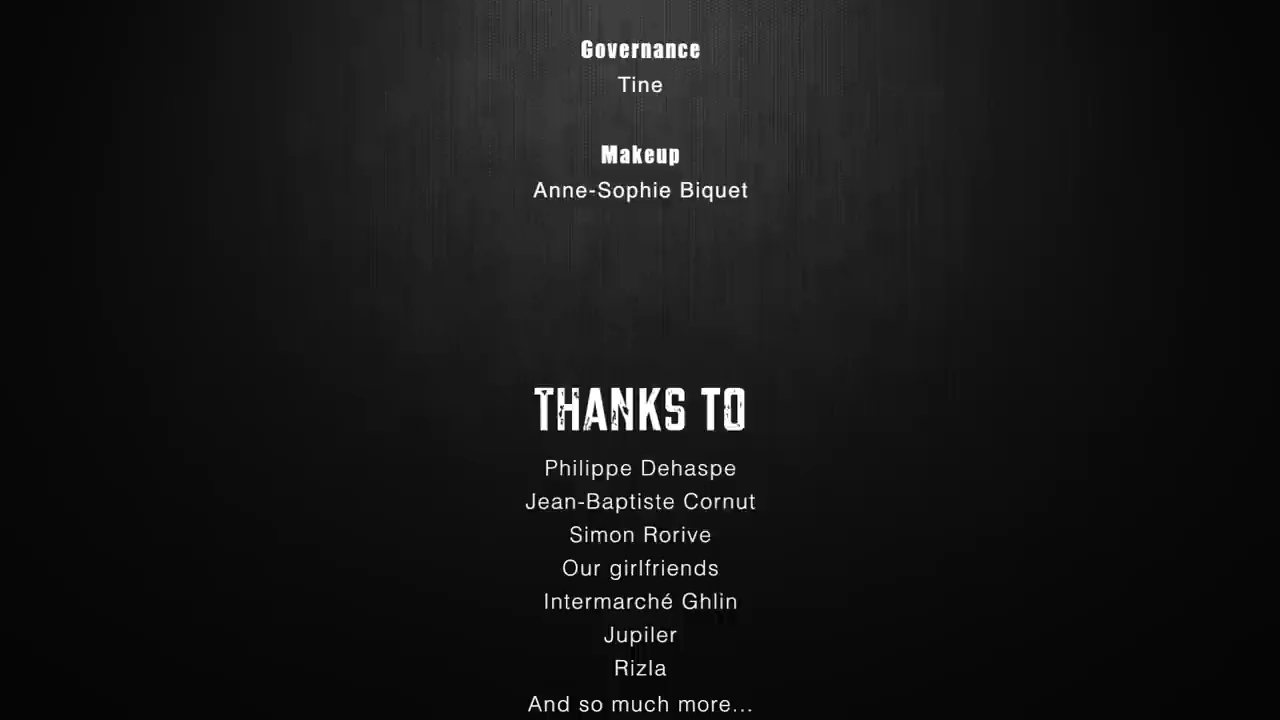 Governance
Tine
Makeup
Anne-Sophie Biquet
THANKS TO
Philippe Dehaspe
Jean-Baptiste Cornut
Simon Rorive
Our girlfriends
Intermarché Ghlin
Jupiler
Rizla
And so much more...